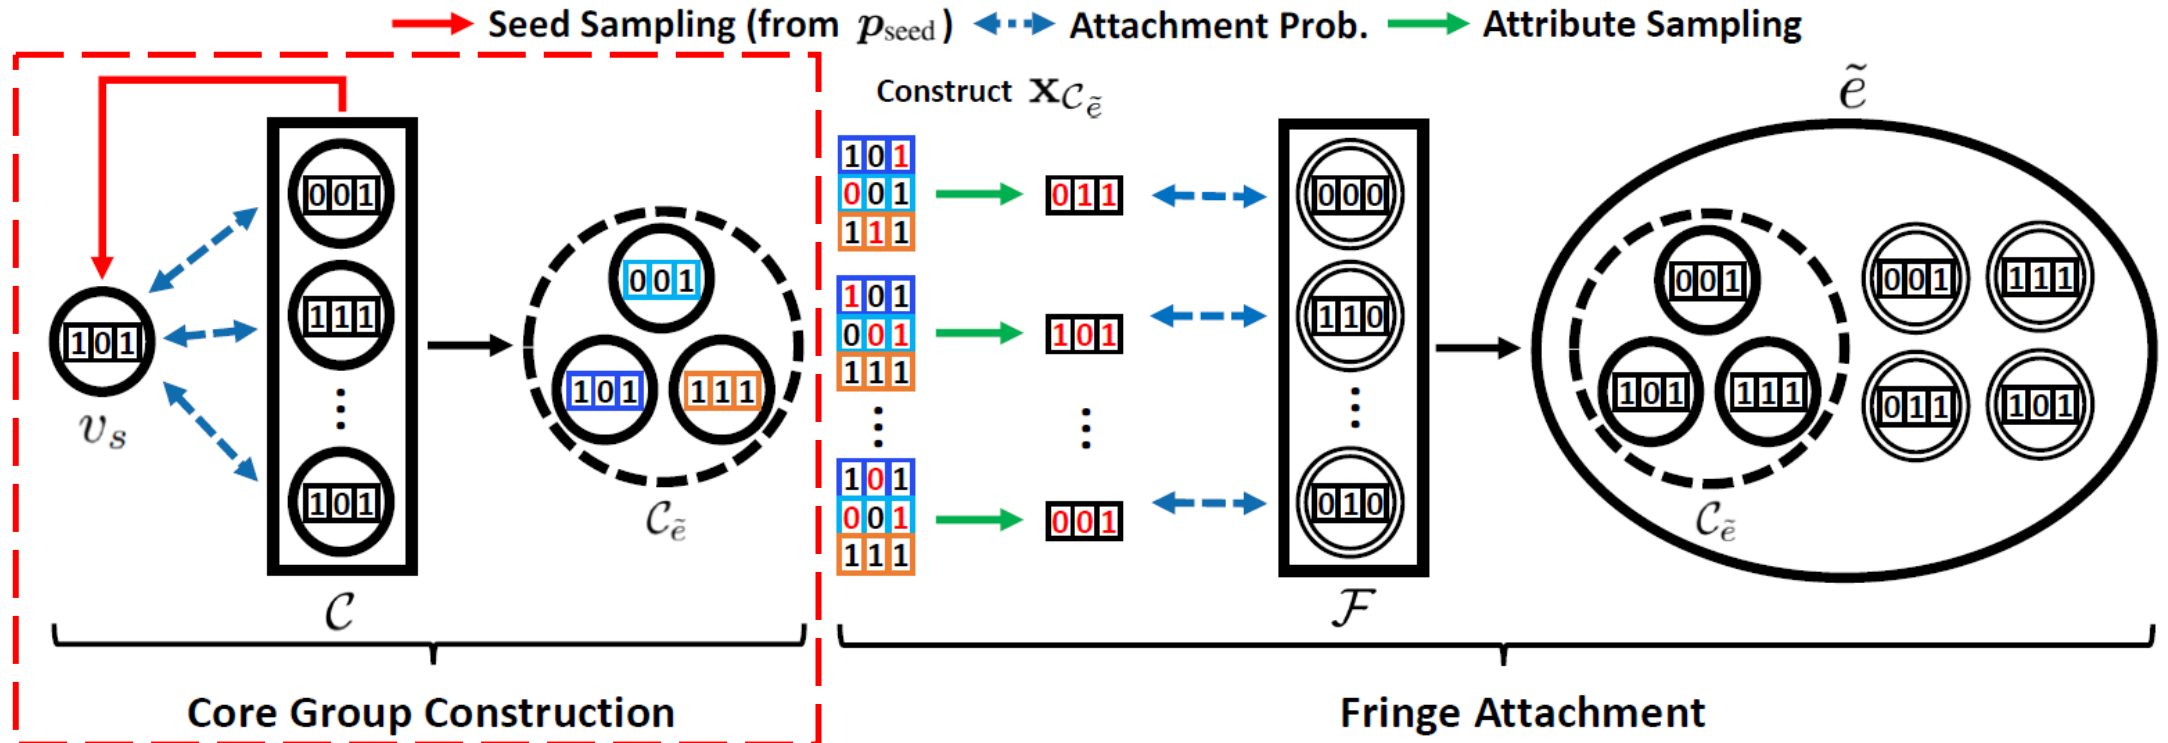 Seed Sampling (from p_seed) Attachment Prob. Attribute Sampling
Construct x_C_ẽ
ẽ
001
111
⋮
101
C
101
v_s
001
101 111
C_ẽ
101
001
111
011
101
001
111
101
⋮ ⋮
101
001
111
001
000
110
⋮
010
F
001
101 111
C_ẽ
001 111
011 101
Core Group Construction
Fringe Attachment